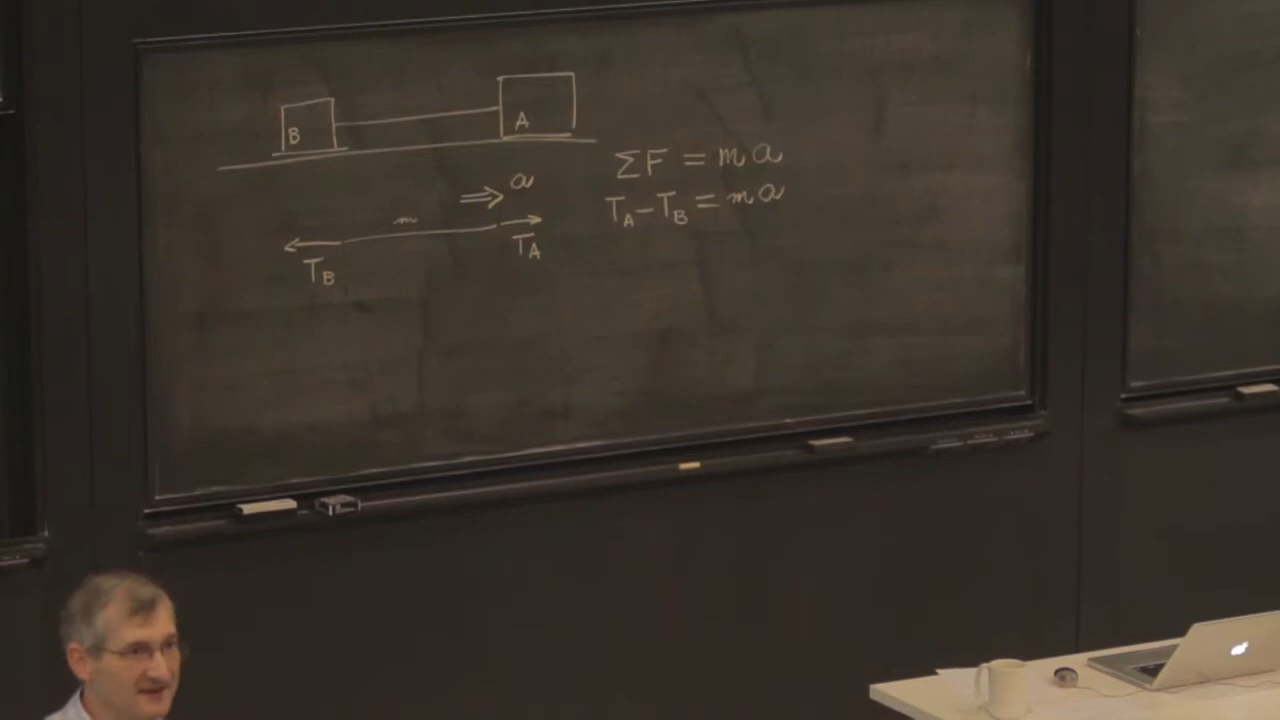 B A
a
m
T_B T_A
ΣF = ma
T_A - T_B = ma